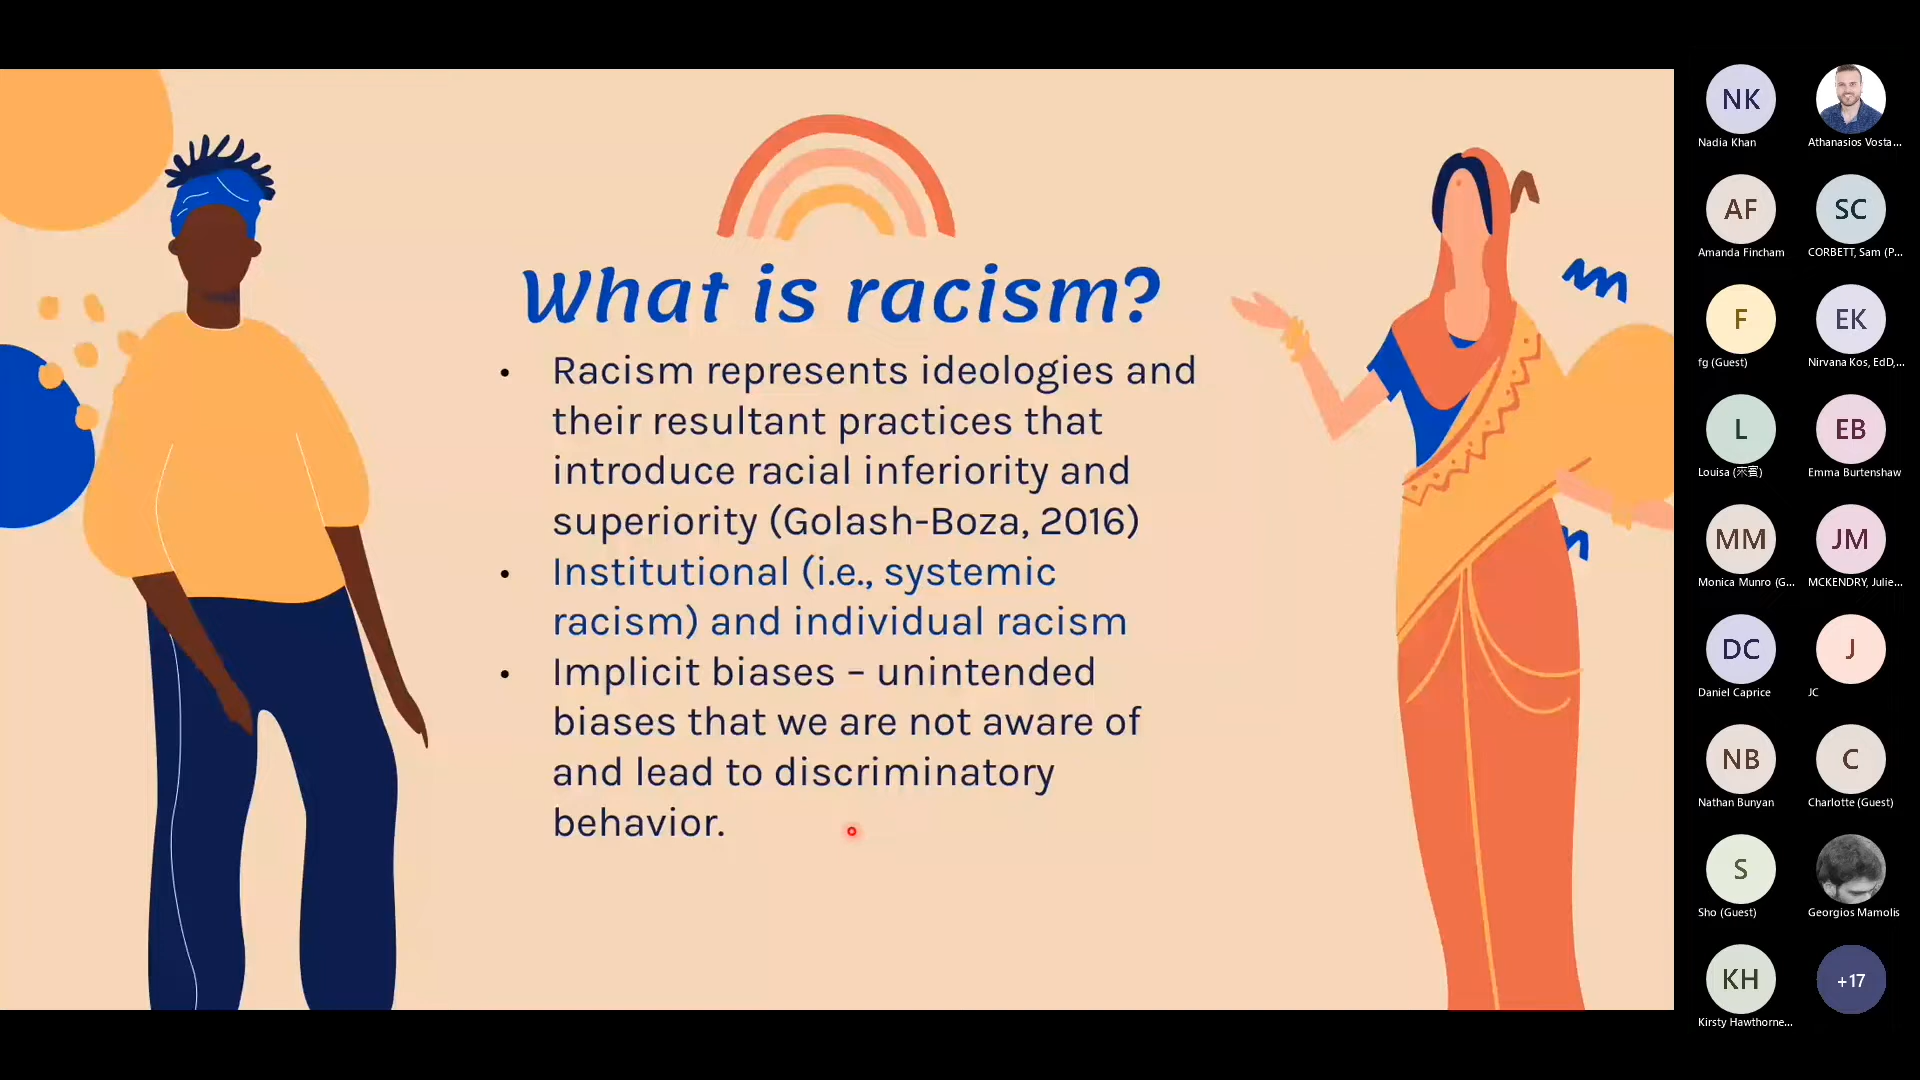 What is racism?
• Racism represents ideologies and
their resultant practices that
introduce racial inferiority and
superiority (Golash-Boza, 2016)
• Institutional (i.e., systemic
racism) and individual racism
• Implicit biases – unintended
biases that we are not aware of
and lead to discriminatory
behavior.
NK
Nadia Khan
Athanasios Vosta...
AF
Amanda Fincham
SC
CORBETT, Sam (P...
F
fg (Guest)
EK
Nirvana Kos, EdD,...
L
Louisa (来賓)
EB
Emma Burtenshaw
MM
Monica Munro (G...
JM
MCKENDRY, Julie...
DC
Daniel Caprice
J
JC
NB
Nathan Bunyan
C
Charlotte (Guest)
S
Sho (Guest)
Georgios Mamolis
KH
Kirsty Hawthorne...
+17